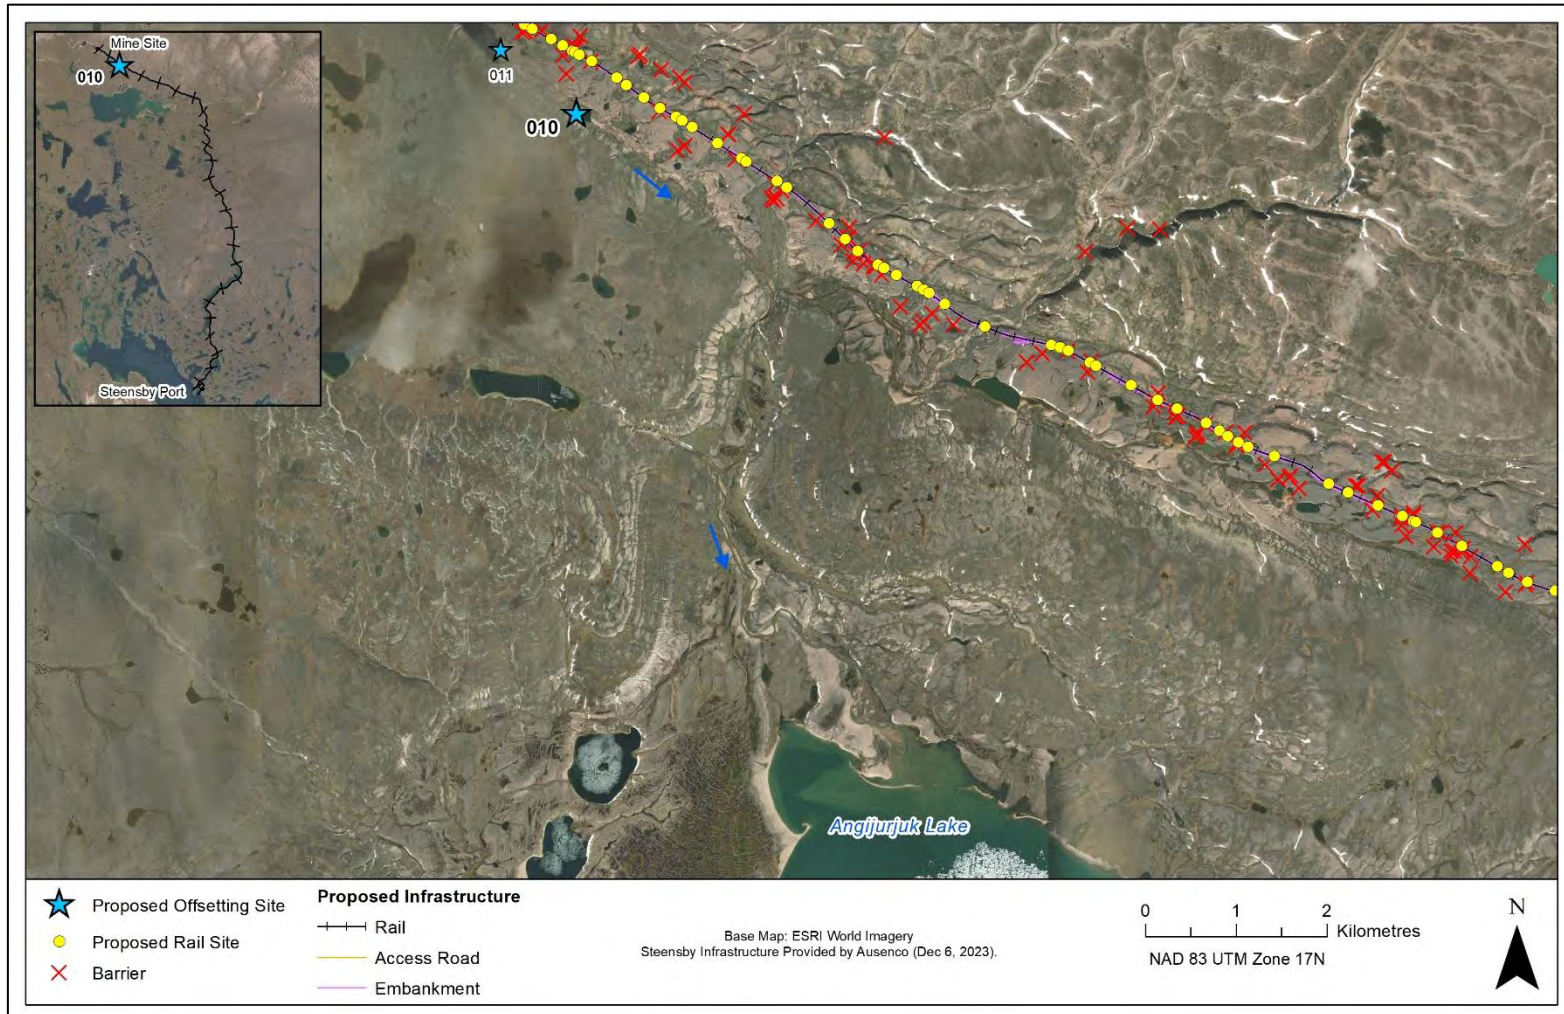 Mine Site
010
Steensby Port
011
010
Angijurjuk Lake
Proposed Offsetting Site
Proposed Rail Site
Barrier
Proposed Infrastructure
Rail
Access Road
Embankment
Base Map: ESRI World Imagery
Steensby Infrastructure Provided by Ausenco (Dec 6, 2023).
0 1 2
Kilometres
NAD 83 UTM Zone 17N
N